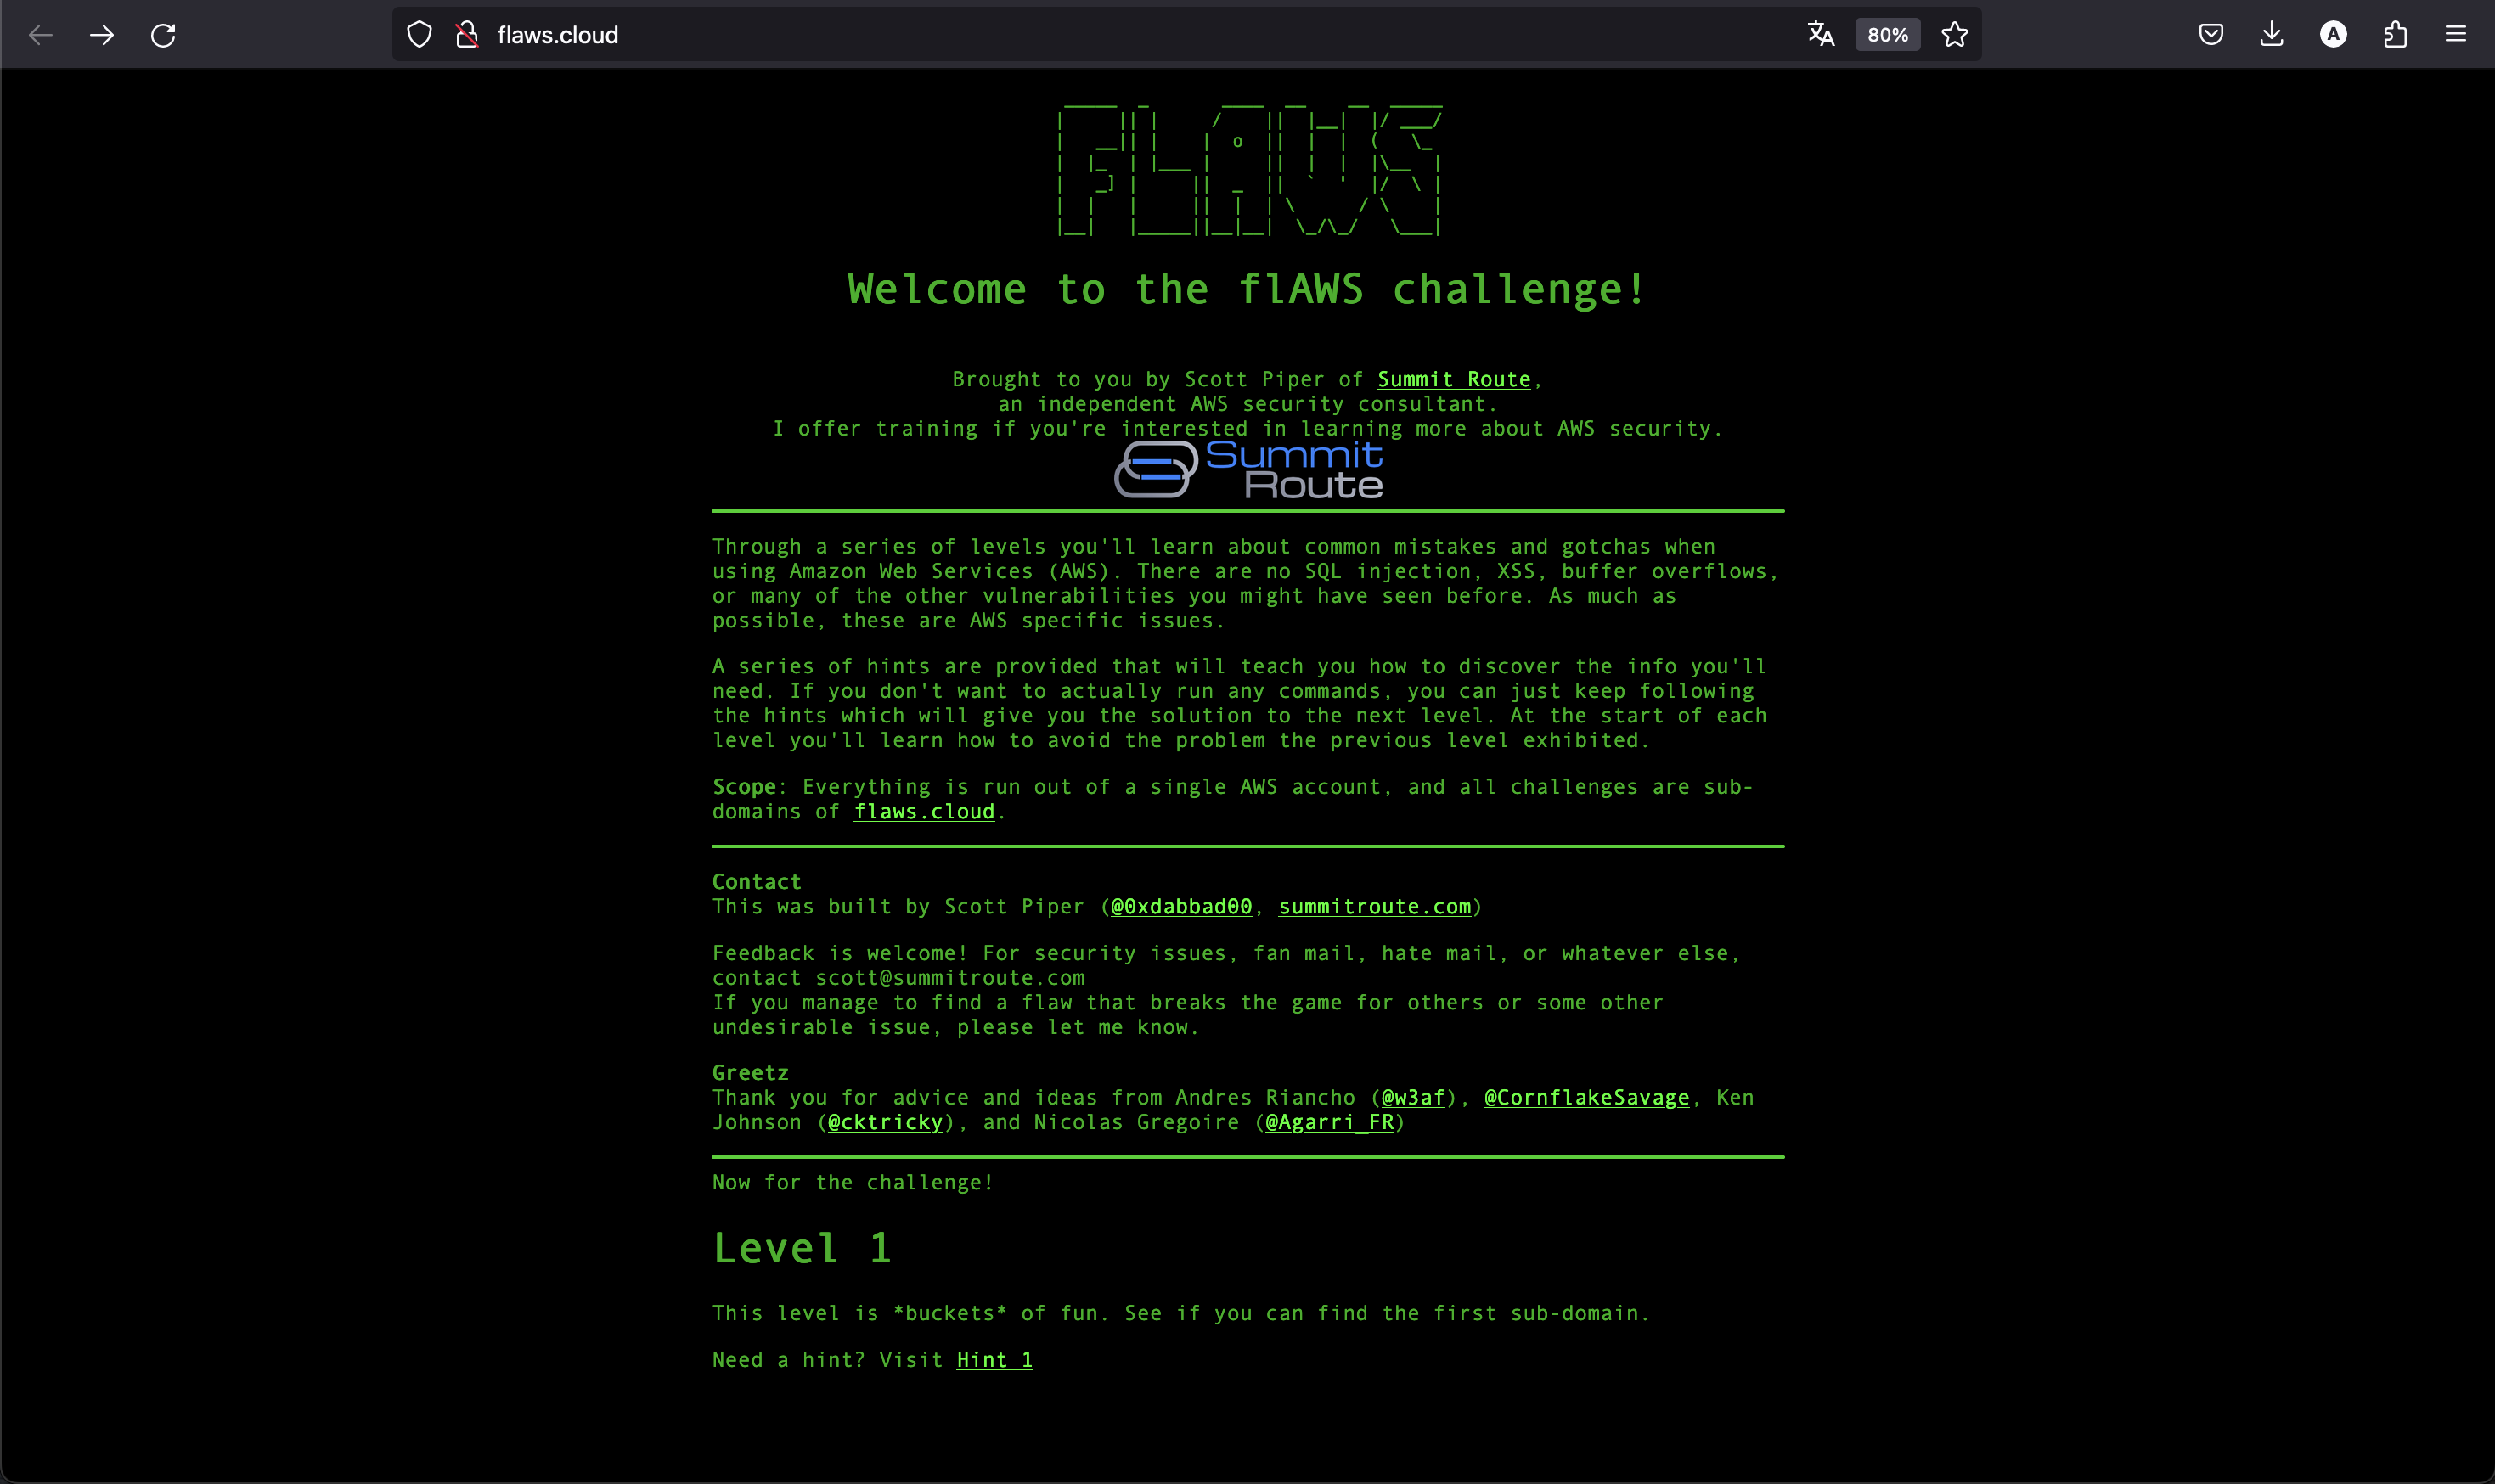 flaws.cloud
80%
A
Welcome to the flAWS challenge!
Brought to you by Scott Piper of Summit Route,
an independent AWS security consultant.
I offer training if you're interested in learning more about AWS security.
Summit
Route
Through a series of levels you'll learn about common mistakes and gotchas when
using Amazon Web Services (AWS). There are no SQL injection, XSS, buffer overflows,
or many of the other vulnerabilities you might have seen before. As much as
possible, these are AWS specific issues.
A series of hints are provided that will teach you how to discover the info you'll
need. If you don't want to actually run any commands, you can just keep following
the hints which will give you the solution to the next level. At the start of each
level you'll learn how to avoid the problem the previous level exhibited.
Scope: Everything is run out of a single AWS account, and all challenges are sub-
domains of flaws.cloud.
Contact
This was built by Scott Piper (@0xdabbad00, summitroute.com)
Feedback is welcome! For security issues, fan mail, hate mail, or whatever else,
contact scott@summitroute.com
If you manage to find a flaw that breaks the game for others or some other
undesirable issue, please let me know.
Greetz
Thank you for advice and ideas from Andres Riancho (@w3af), @CornflakeSavage, Ken
Johnson (@cktricky), and Nicolas Gregoire (@Agarri_FR)
Now for the challenge!
Level 1
This level is *buckets* of fun. See if you can find the first sub-domain.
Need a hint? Visit Hint 1